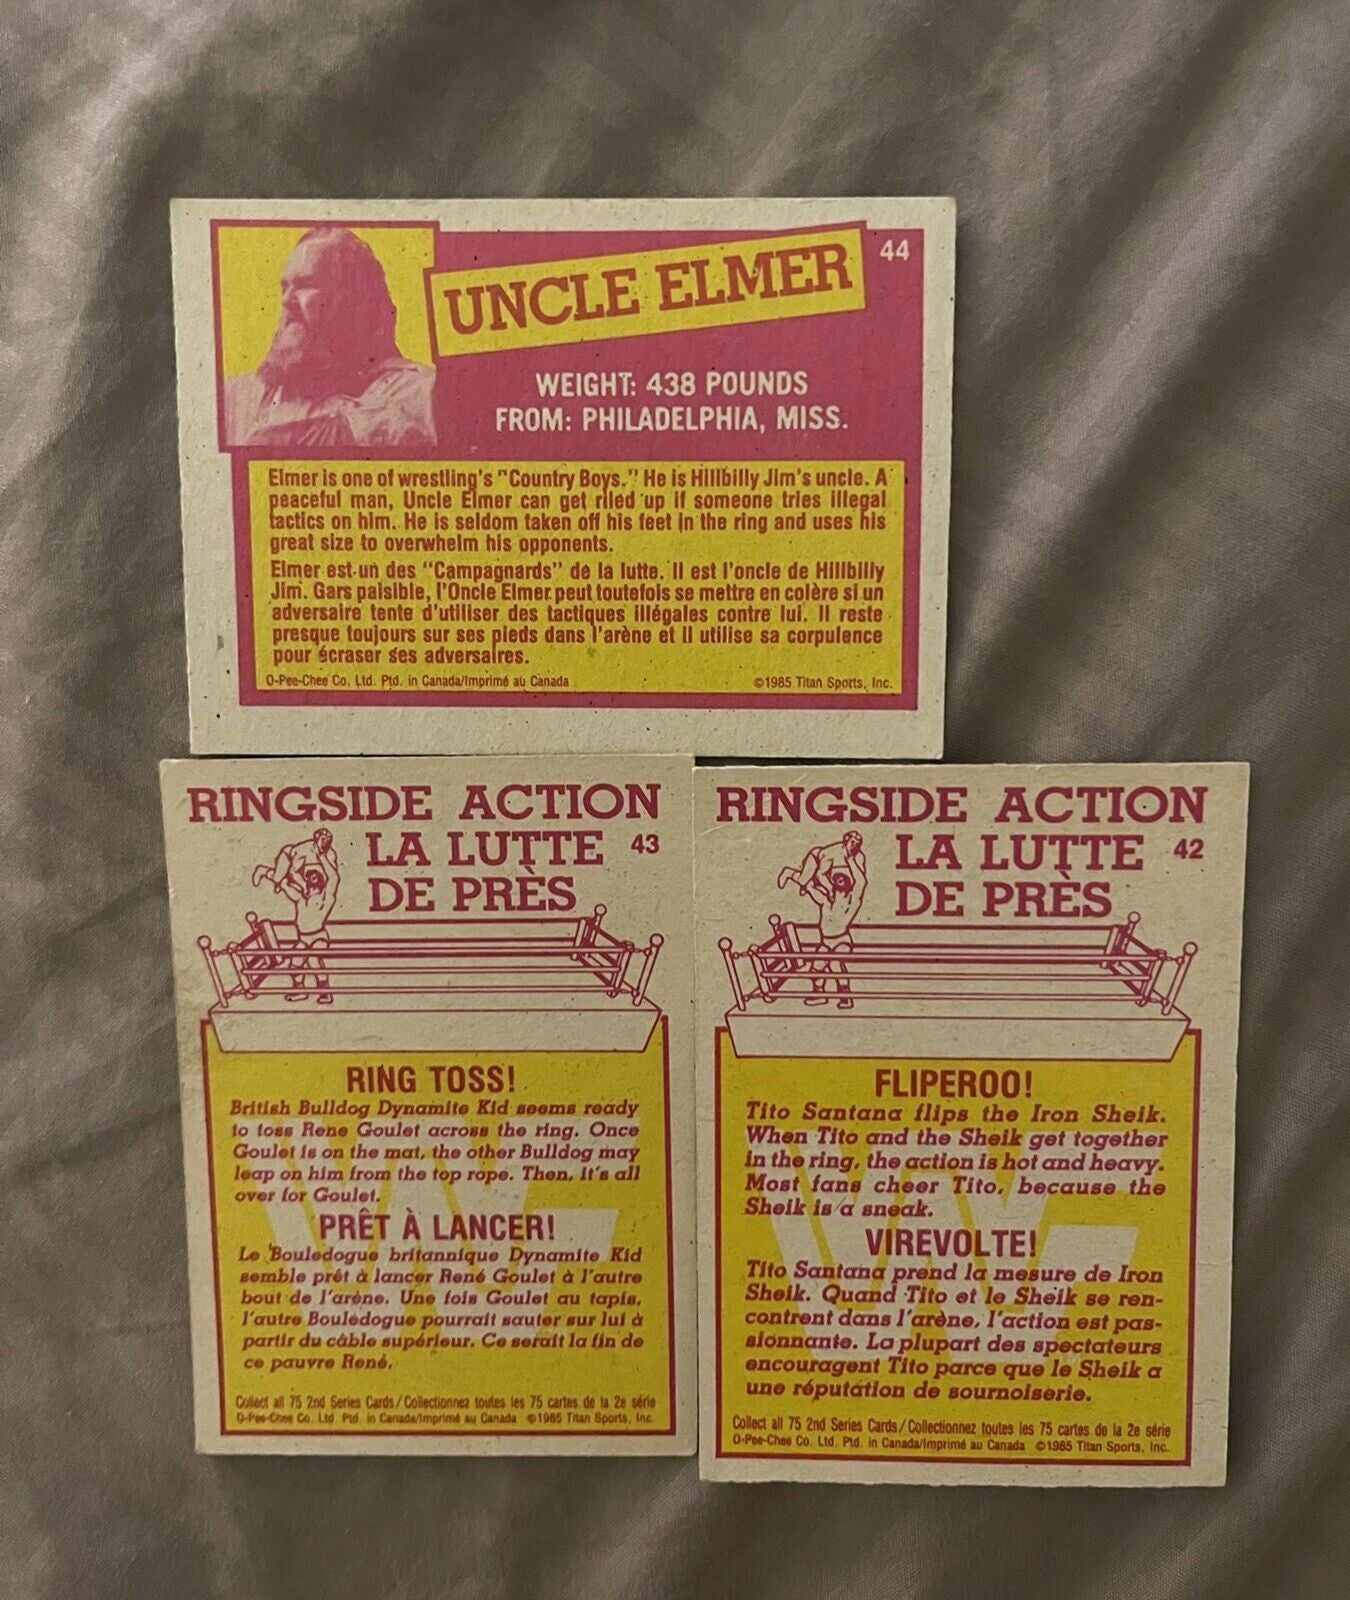 44
UNCLE ELMER
WEIGHT: 438 POUNDS
FROM: PHILADELPHIA, MISS.
Elmer is one of wrestling's "Country Boys." He is Hillbilly Jim's uncle. A
peaceful man, Uncle Elmer can get riled up if someone tries illegal
tactics on him. He is seldom taken off his feet in the ring and uses his
great size to overwhelm his opponents.
Elmer est un des "Campagnards" de la lutte. Il est l'oncle de Hillbilly
Jim. Gars paisible, l'Oncle Elmer peut toutefois se mettre en colère si un
adversaire tente d'utiliser des tactiques illégales contre lui. Il reste
presque toujours sur ses pieds dans l'arène et il utilise sa corpulence
pour écraser ses adversaires.
O-Pee-Chee Co. Ltd. Ptd. in Canada/Imprimé au Canada ©1985 Titan Sports, Inc.
RINGSIDE ACTION
LA LUTTE 43
DE PRÈS
RING TOSS!
British Bulldog Dynamite Kid seems ready
to toss Rene Goulet across the ring. Once
Goulet is on the mat, the other Bulldog may
leap on him from the top rope. Then, it's all
over for Goulet.
PRÊT À LANCER!
Le Bouledogue britannique Dynamite Kid
semble prêt à lancer René Goulet à l'autre
bout de l'arène. Une fois Goulet au tapis,
l'autre Bouledogue pourrait sauter sur lui à
partir du câble supérieur. Ce serait la fin de
ce pauvre René.
Collect all 75 2nd Series Cards/Collectionnez toutes les 75 cartes de la 2e série
O-Pee-Chee Co. Ltd. Ptd. in Canada/Imprimé au Canada ©1985 Titan Sports, Inc.
RINGSIDE ACTION
LA LUTTE 42
DE PRÈS
FLIPEROO!
Tito Santana flips the Iron Sheik.
When Tito and the Sheik get together
in the ring, the action is hot and heavy.
Most fans cheer Tito, because the
Sheik is a sneak.
VIREVOLTE!
Tito Santana prend la mesure de Iron
Sheik. Quand Tito et le Sheik se ren-
contrent dans l'arène, l'action est pas-
sionnante. La plupart des spectateurs
encouragent Tito parce que le Sheik a
une réputation de sournoiserie.
Collect all 75 2nd Series Cards/Collectionnez toutes les 75 cartes de la 2e série
O-Pee-Chee Co. Ltd. Ptd. in Canada/Imprimé au Canada ©1985 Titan Sports, Inc.